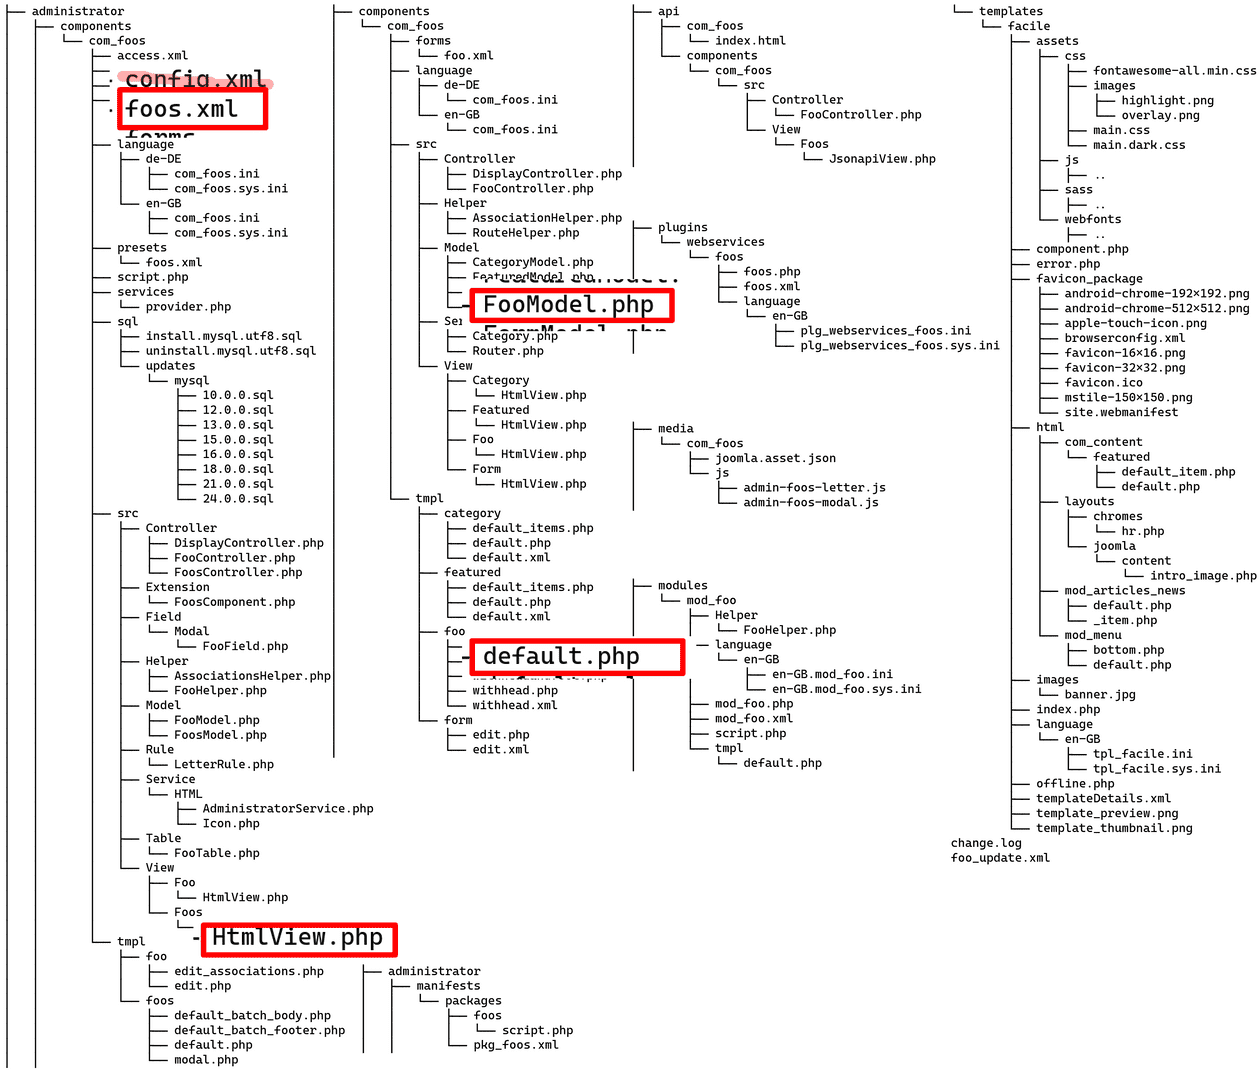 administrator
components
com_foos
access.xml
config.xml
foos.xml
forms
language
de-DE
com_foos.ini
com_foos.sys.ini
en-GB
com_foos.ini
com_foos.sys.ini
presets
foos.xml
script.php
services
provider.php
sql
install.mysql.utf8.sql
uninstall.mysql.utf8.sql
updates
mysql
10.0.0.sql
12.0.0.sql
13.0.0.sql
15.0.0.sql
16.0.0.sql
18.0.0.sql
21.0.0.sql
24.0.0.sql
src
Controller
DisplayController.php
FooController.php
FoosController.php
Extension
FoosComponent.php
Field
Modal
FooField.php
Helper
AssociationsHelper.php
FooHelper.php
Model
FooModel.php
FoosModel.php
Rule
LetterRule.php
Service
HTML
AdministratorService.php
Icon.php
Table
FooTable.php
View
Foo
HtmlView.php
Foos
HtmlView.php
tmpl
foo
edit_associations.php
edit.php
foos
default_batch_body.php
default_batch_footer.php
default.php
modal.php
components
com_foos
forms
foo.xml
language
de-DE
com_foos.ini
en-GB
com_foos.ini
src
Controller
DisplayController.php
FooController.php
Helper
AssociationHelper.php
RouteHelper.php
Model
CategoryModel.php
FeaturedModel.php
FooModel.php
FormModel.php
Ser
Category.php
Router.php
View
Category
HtmlView.php
Featured
HtmlView.php
Foo
HtmlView.php
Form
HtmlView.php
tmpl
category
default_items.php
default.php
default.xml
featured
default_items.php
default.php
default.xml
foo
default.php
withhead.php
withhead.xml
form
edit.php
edit.xml
administrator
manifests
packages
foos
script.php
pkg_foos.xml
api
com_foos
index.html
components
com_foos
src
Controller
FooController.php
View
Foos
JsonapiView.php
plugins
webservices
foos
foos.php
foos.xml
language
en-GB
plg_webservices_foos.ini
plg_webservices_foos.sys.ini
media
com_foos
joomla.asset.json
js
admin-foos-letter.js
admin-foos-modal.js
modules
mod_foo
Helper
FooHelper.php
language
en-GB
en-GB.mod_foo.ini
en-GB.mod_foo.sys.ini
mod_foo.php
mod_foo.xml
script.php
tmpl
default.php
templates
facile
assets
css
fontawesome-all.min.css
images
highlight.png
overlay.png
main.css
main.dark.css
js
..
sass
..
webfonts
..
component.php
error.php
favicon_package
android-chrome-192×192.png
android-chrome-512×512.png
apple-touch-icon.png
browserconfig.xml
favicon-16×16.png
favicon-32×32.png
favicon.ico
mstile-150×150.png
site.webmanifest
html
com_content
featured
default_item.php
default.php
layouts
chromes
hr.php
joomla
content
intro_image.php
mod_articles_news
default.php
_item.php
mod_menu
bottom.php
default.php
images
banner.jpg
index.php
language
en-GB
tpl_facile.ini
tpl_facile.sys.ini
offline.php
templateDetails.xml
template_preview.png
template_thumbnail.png
change.log
foo_update.xml